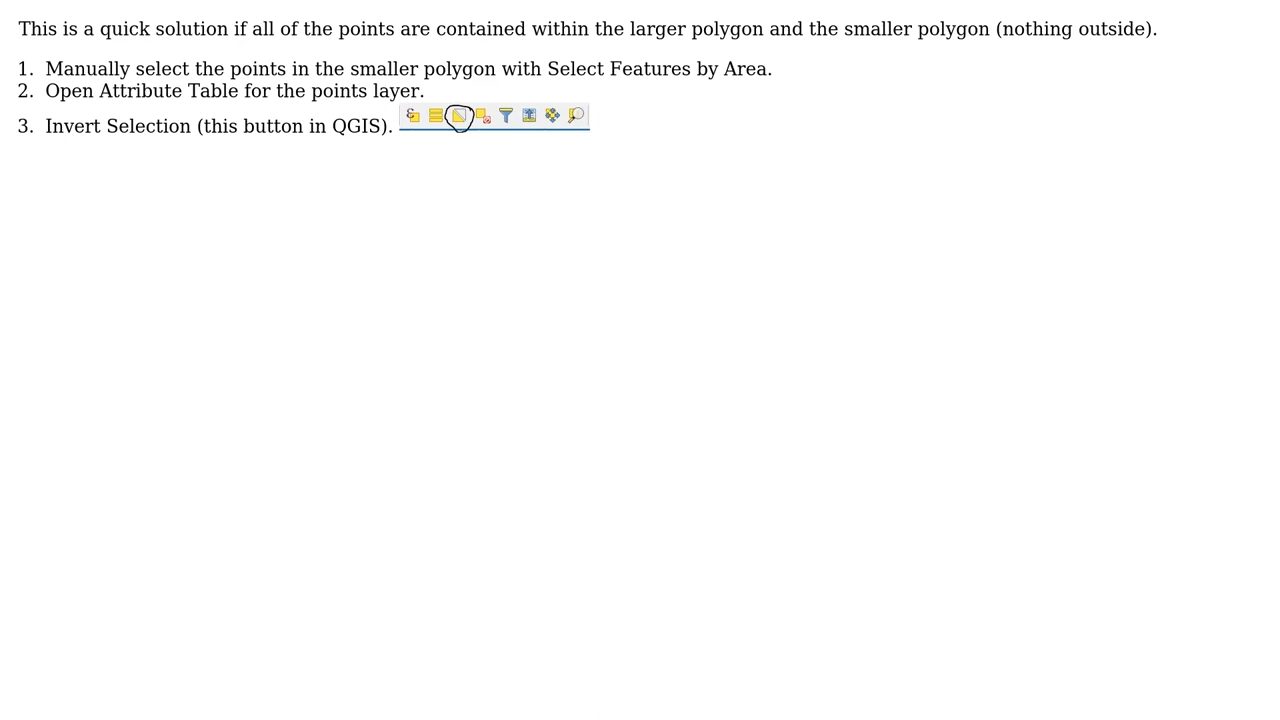 This is a quick solution if all of the points are contained within the larger polygon and the smaller polygon (nothing outside).
1. Manually select the points in the smaller polygon with Select Features by Area.
2. Open Attribute Table for the points layer.
3. Invert Selection (this button in QGIS).